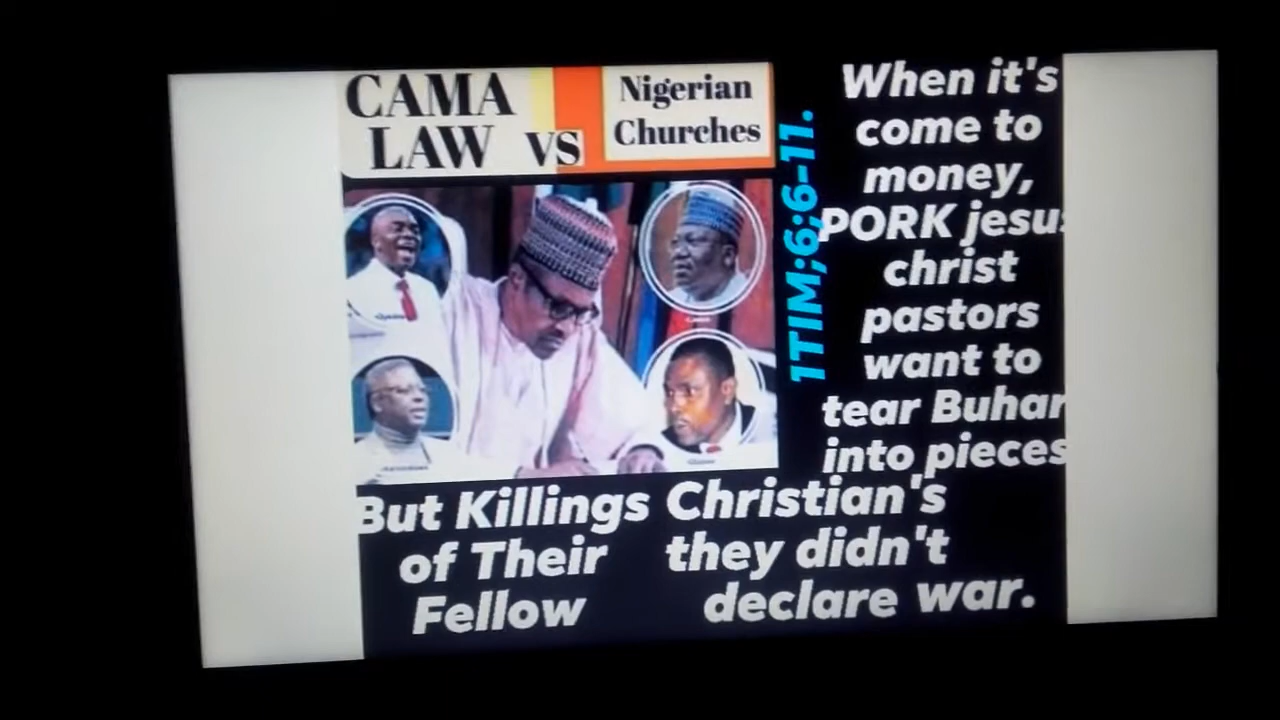 CAMA
LAW VS
Nigerian
Churches
1TIM;6;6-11.
When it's
come to
money,
PORK jesus
christ
pastors
want to
tear Buhar
into pieces
But Killings
of Their
Fellow
Christian's
they didn't
declare war.